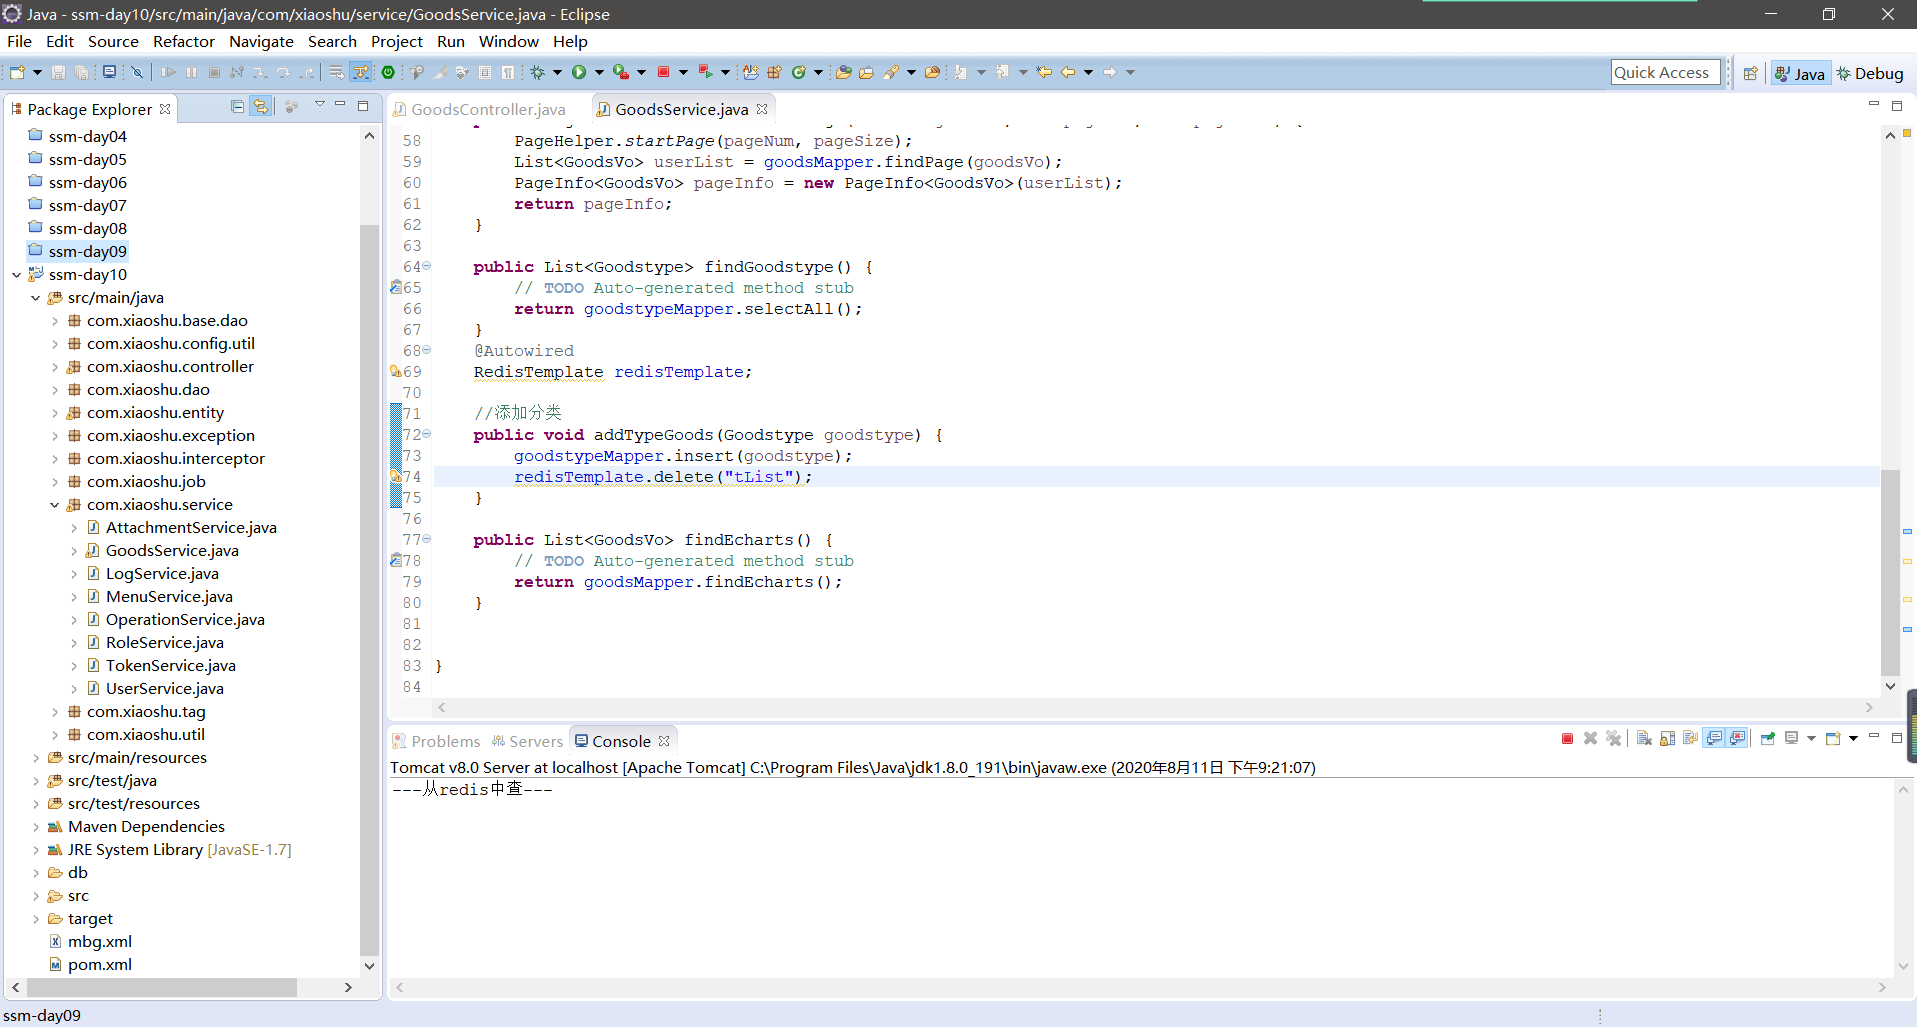 Java - ssm-day10/src/main/java/com/xiaoshu/service/GoodsService.java - Eclipse
File Edit Source Refactor Navigate Search Project Run Window Help
Quick Access
Java
Debug
Package Explorer
ssm-day04
ssm-day05
ssm-day06
ssm-day07
ssm-day08
ssm-day09
ssm-day10
src/main/java
com.xiaoshu.base.dao
com.xiaoshu.config.util
com.xiaoshu.controller
com.xiaoshu.dao
com.xiaoshu.entity
com.xiaoshu.exception
com.xiaoshu.interceptor
com.xiaoshu.job
com.xiaoshu.service
AttachmentService.java
GoodsService.java
LogService.java
MenuService.java
OperationService.java
RoleService.java
TokenService.java
UserService.java
com.xiaoshu.tag
com.xiaoshu.util
src/main/resources
src/test/java
src/test/resources
Maven Dependencies
JRE System Library [JavaSE-1.7]
db
src
target
mbg.xml
pom.xml
GoodsController.java
GoodsService.java
58 PageHelper.startPage(pageNum, pageSize);
59 List<GoodsVo> userList = goodsMapper.findPage(goodsVo);
60 PageInfo<GoodsVo> pageInfo = new PageInfo<GoodsVo>(userList);
61 return pageInfo;
62 }
63
64 public List<Goodstype> findGoodstype() {
65 // TODO Auto-generated method stub
66 return goodstypeMapper.selectAll();
67 }
68 @Autowired
69 RedisTemplate redisTemplate;
70
71 //添加分类
72 public void addTypeGoods(Goodstype goodstype) {
73 goodstypeMapper.insert(goodstype);
74 redisTemplate.delete("tList");
75 }
76
77 public List<GoodsVo> findEcharts() {
78 // TODO Auto-generated method stub
79 return goodsMapper.findEcharts();
80 }
81
82
83 }
84
Problems Servers Console
Tomcat v8.0 Server at localhost [Apache Tomcat] C:\Program Files\Java\jdk1.8.0_191\bin\javaw.exe (2020年8月11日 下午9:21:07)
---从redis中查---
ssm-day09